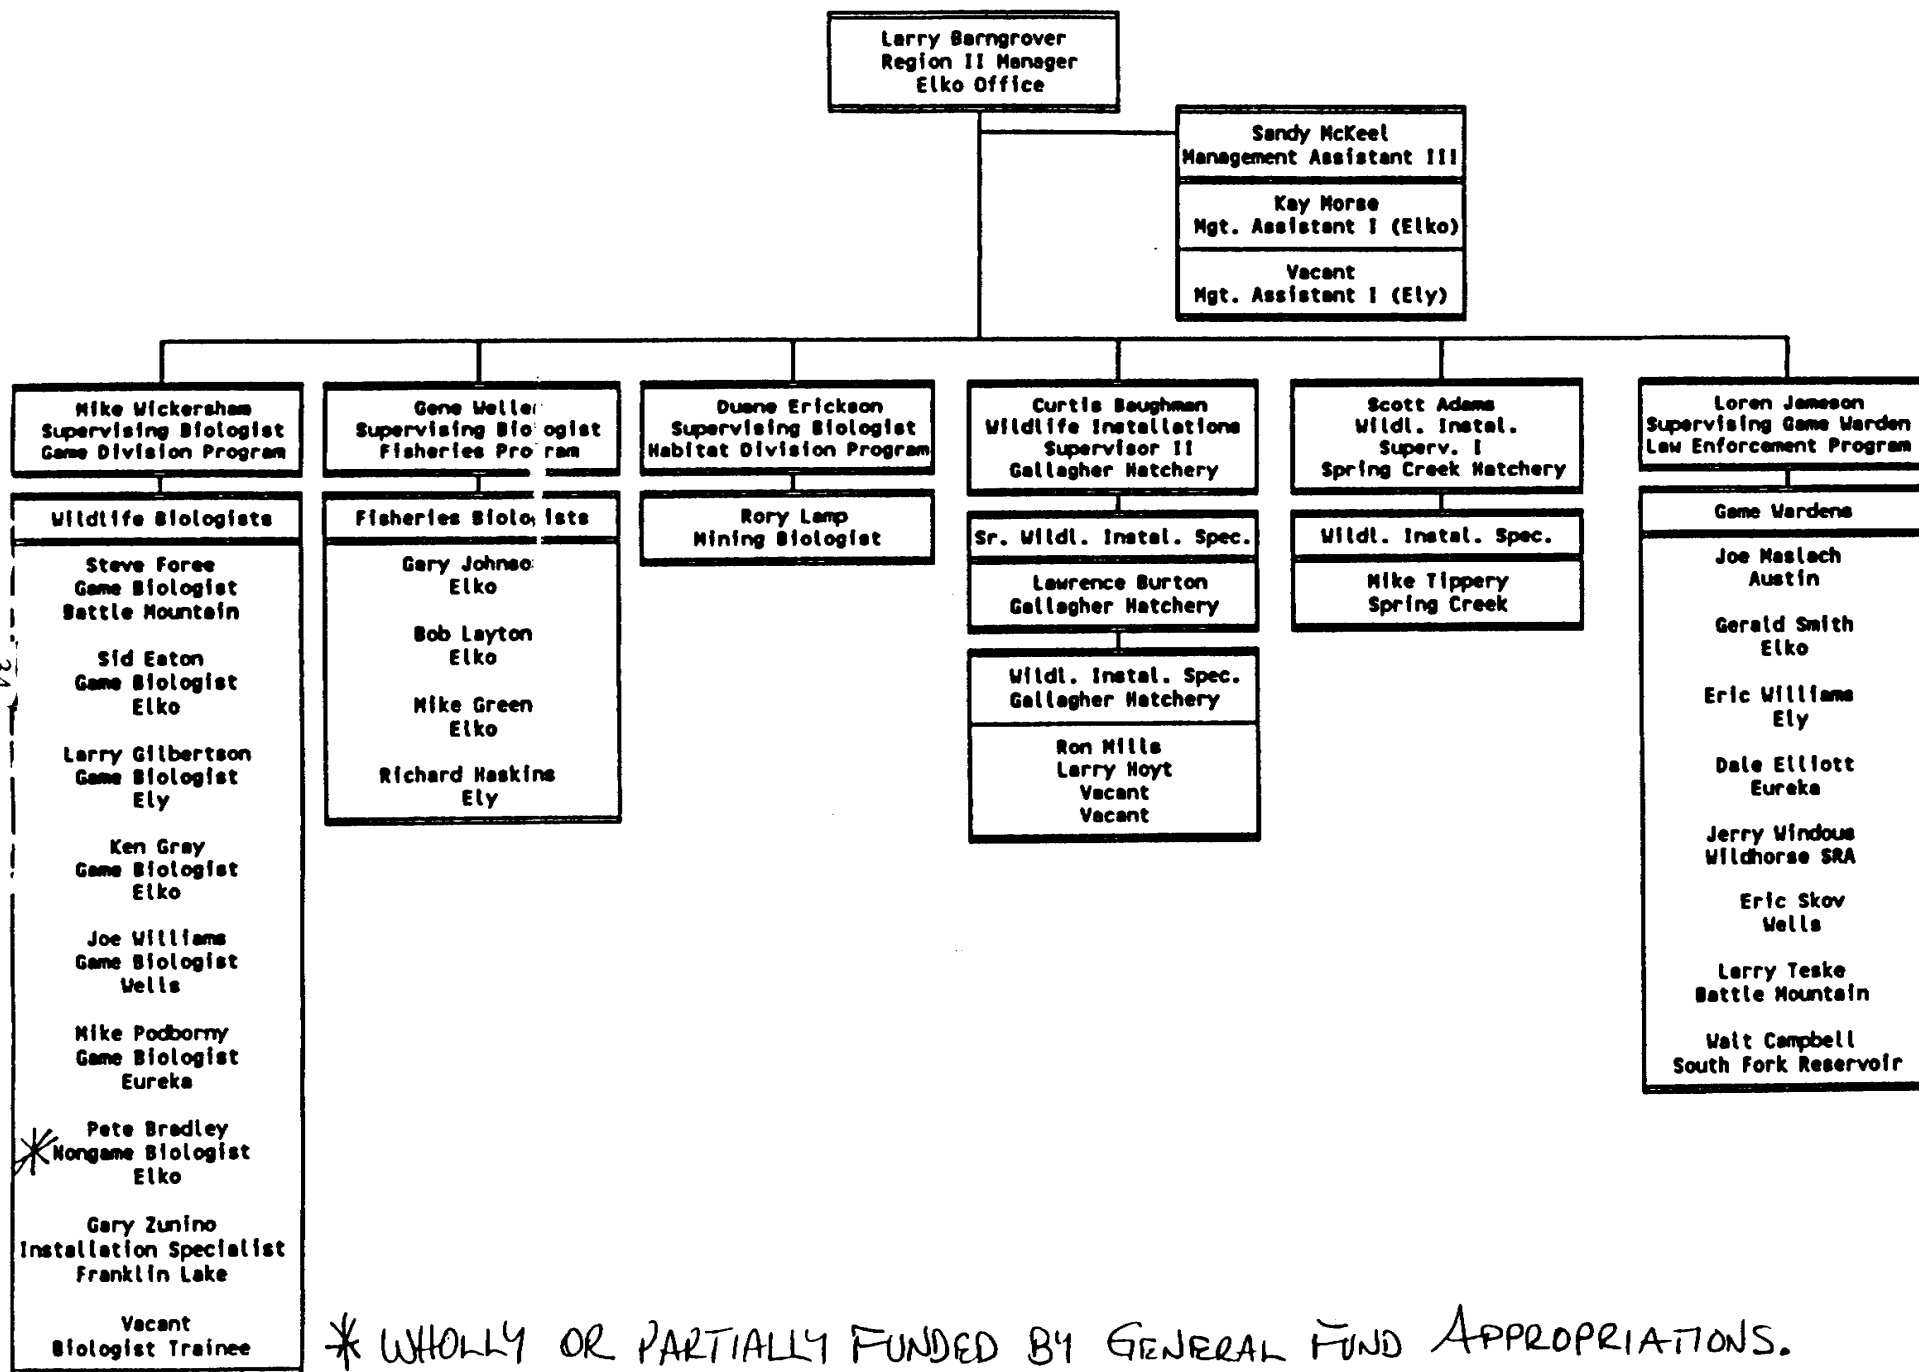 Larry Barngrover
Region II Manager
Elko Office
Sandy McKeel
Management Assistant III
Kay Morse
Mgt. Assistant I (Elko)
Vacant
Mgt. Assistant I (Ely)
Mike Wickersham
Supervising Biologist
Game Division Program
Wildlife Biologists
Steve Foree
Game Biologist
Battle Mountain
Sid Eaton
Game Biologist
Elko
Larry Gilbertson
Game Biologist
Ely
Ken Gray
Game Biologist
Elko
Joe Williams
Game Biologist
Wells
Mike Podborny
Game Biologist
Eureka
Pete Bradley
* Nongame Biologist
Elko
Gary Zunino
Installation Specialist
Franklin Lake
Vacant
Biologist Trainee
Gene Weller
Supervising Biologist
Fisheries Program
Fisheries Biologists
Gary Johnso
Elko
Bob Layton
Elko
Mike Green
Elko
Richard Haskins
Ely
Duane Erickson
Supervising Biologist
Habitat Division Program
Rory Lamp
Mining Biologist
Curtis Baughman
Wildlife Installations
Supervisor II
Gallagher Hatchery
Sr. Wildl. Instal. Spec.
Lawrence Burton
Gallagher Hatchery
Wildl. Instal. Spec.
Gallagher Hatchery
Ron Mills
Larry Hoyt
Vacant
Vacant
Scott Adams
Wildl. Instal.
Superv. I
Spring Creek Hatchery
Wildl. Instal. Spec.
Mike Tippery
Spring Creek
Loren Jameson
Supervising Game Warden
Law Enforcement Program
Game Wardens
Joe Maslach
Austin
Gerald Smith
Elko
Eric Williams
Ely
Dale Elliott
Eureka
Jerry Windous
Wildhorse SRA
Eric Skov
Wells
Larry Teske
Battle Mountain
Walt Campbell
South Fork Reservoir
* WHOLLY OR PARTIALLY FUNDED BY GENERAL FUND APPROPRIATIONS.